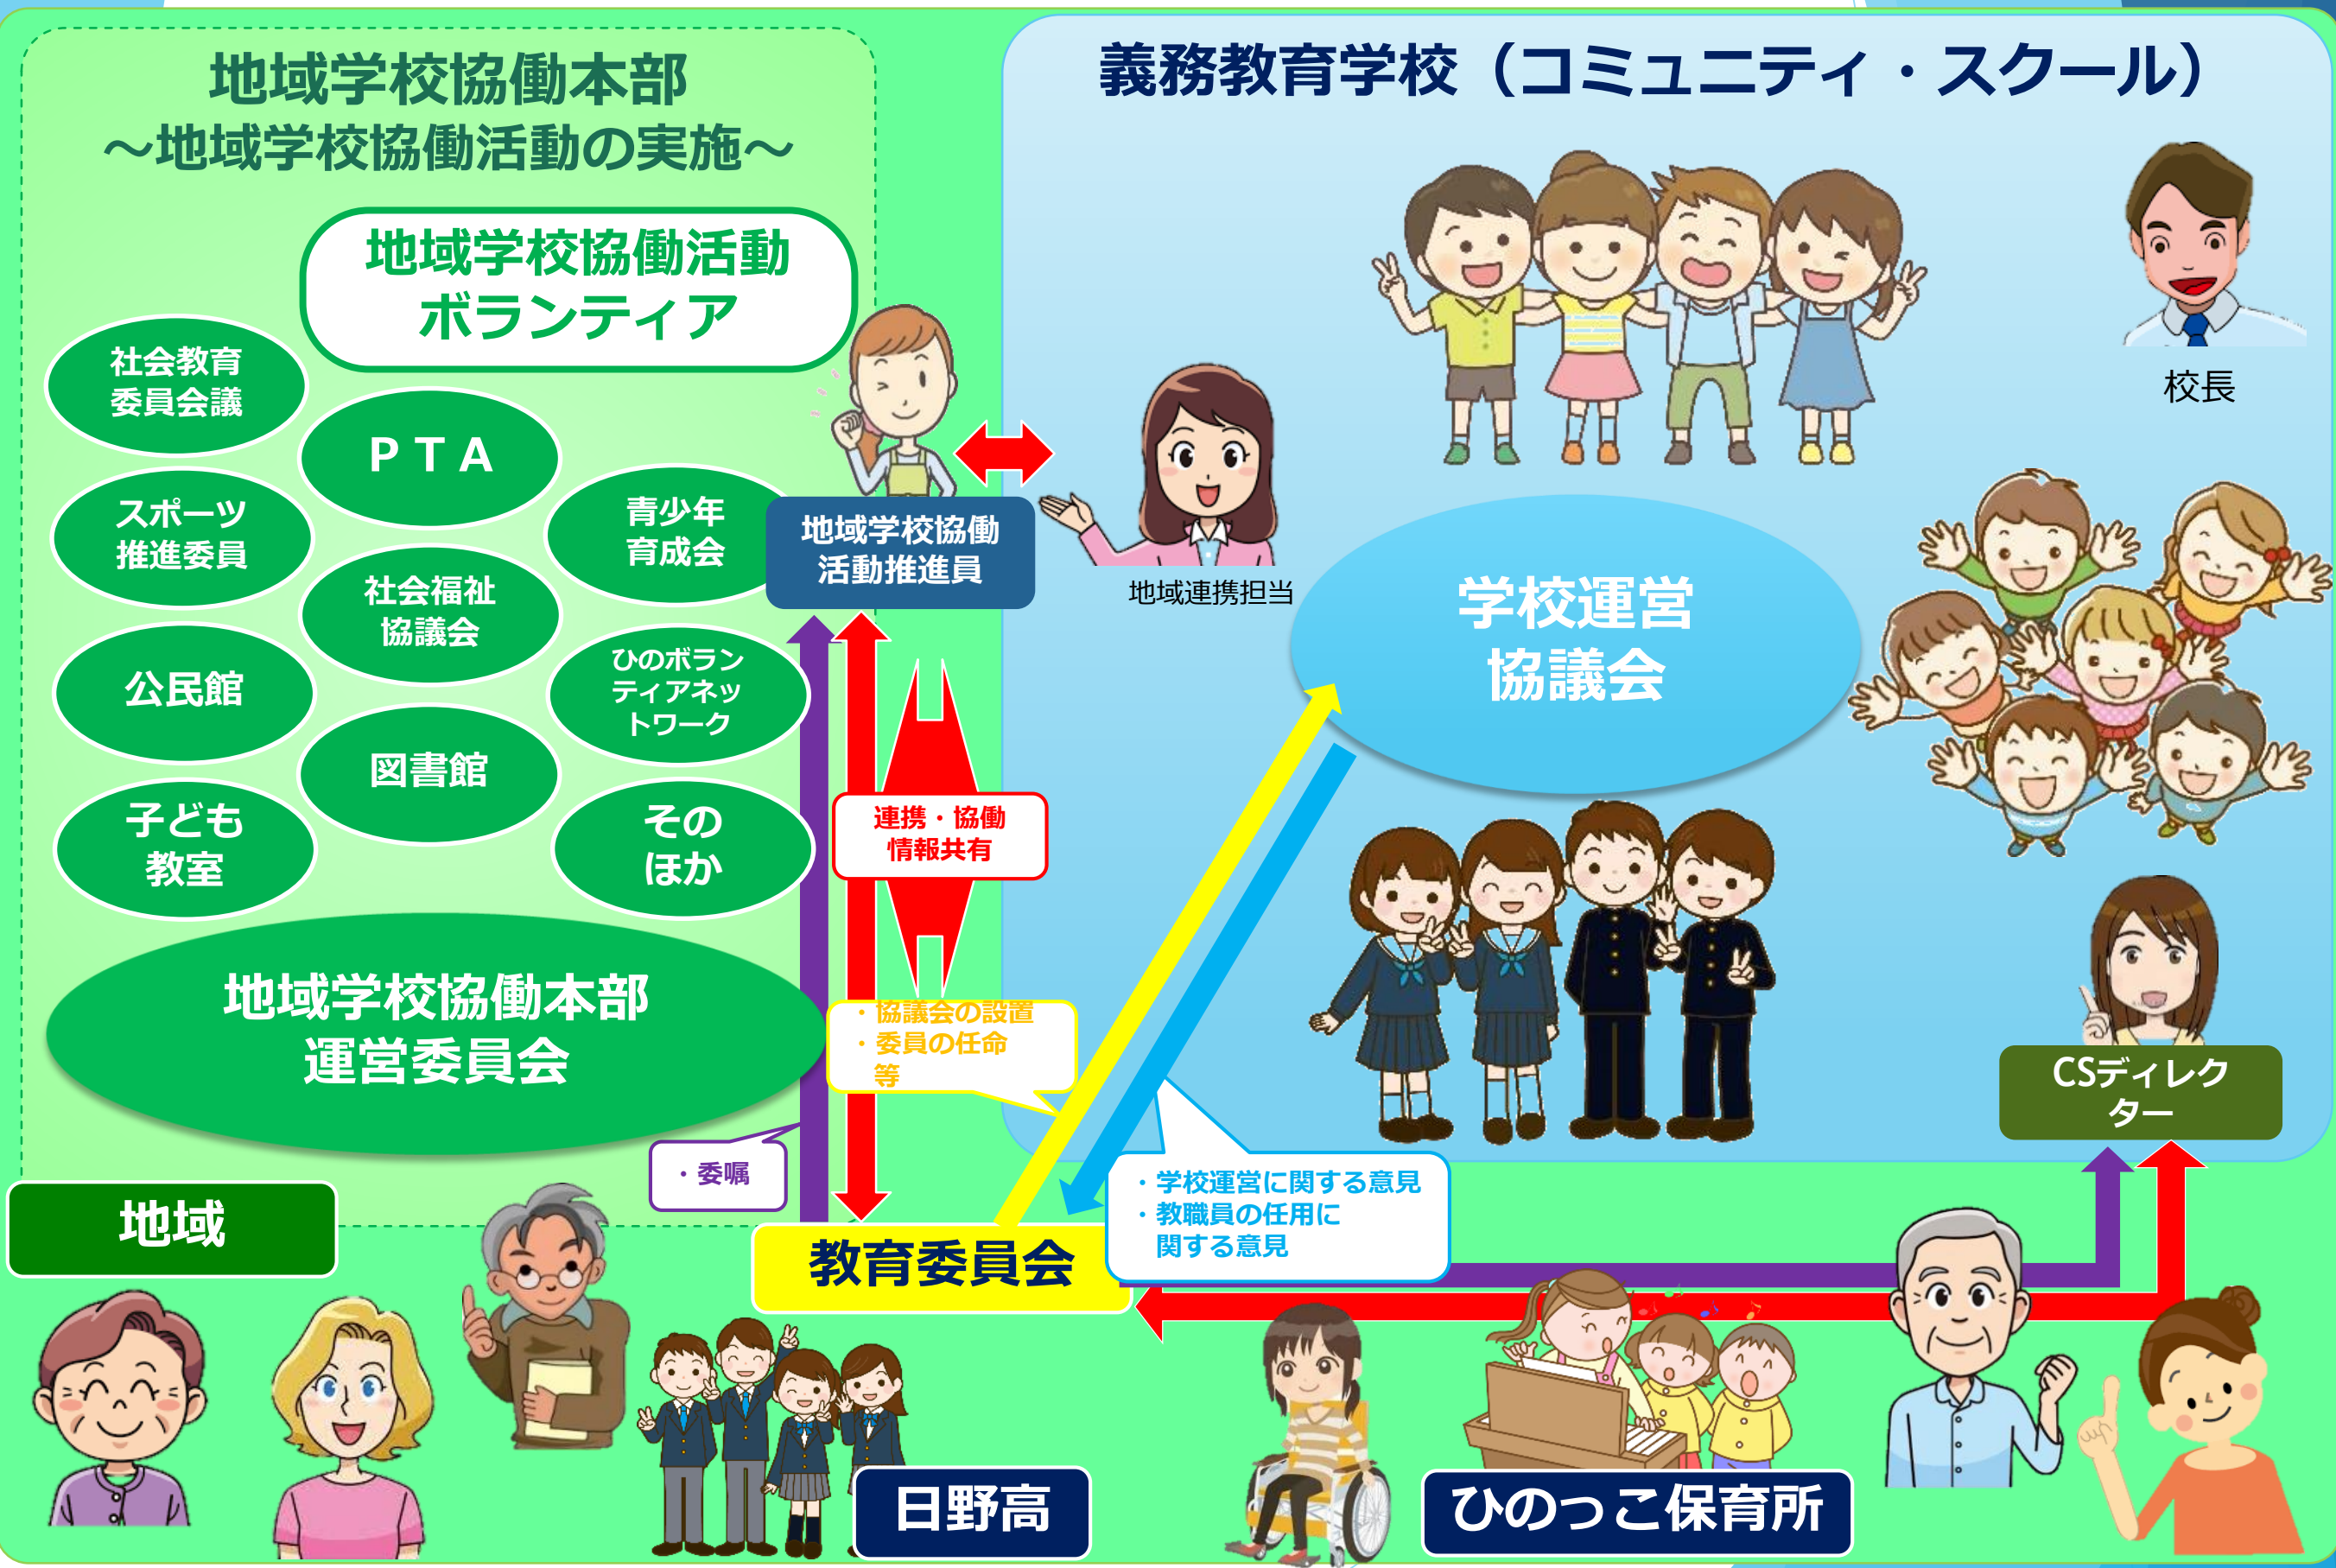 地域学校協働本部
～地域学校協働活動の実施～
地域学校協働活動
ボランティア
社会教育
委員会議
ＰＴＡ
スポーツ
推進委員
青少年
育成会
社会福祉
協議会
公民館
ひのボラン
ティアネッ
トワーク
図書館
子ども
教室
その
ほか
地域学校協働本部
運営委員会
地域
地域学校協働
活動推進員
連携・協働
情報共有
・協議会の設置
・委員の任命
等
・委嘱
教育委員会
義務教育学校（コミュニティ・スクール）
校長
地域連携担当
学校運営
協議会
CSディレク
ター
・学校運営に関する意見
・教職員の任用に
関する意見
日野高
ひのっこ保育所